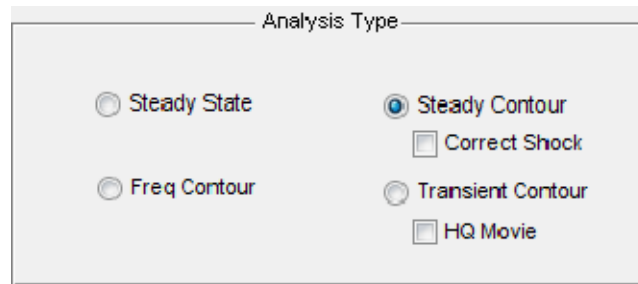 Analysis Type
Steady State
Steady Contour
Correct Shock
Freq Contour
Transient Contour
HQ Movie